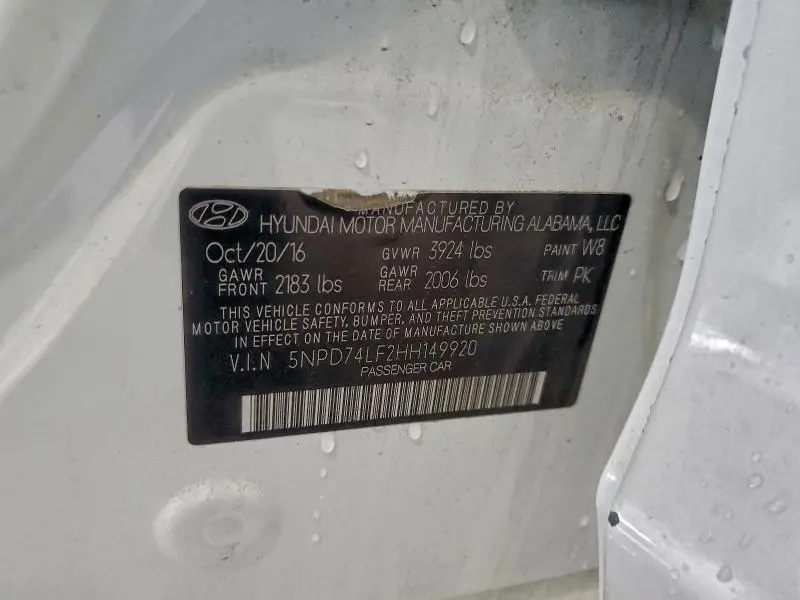 MANUFACTURED BY
HYUNDAI MOTOR MANUFACTURING ALABAMA, LLC
Oct/20/16 GVWR 3924 lbs PAINT W8
GAWR FRONT 2183 lbs GAWR REAR 2006 lbs TRIM PK
THIS VEHICLE CONFORMS TO ALL APPLICABLE U.S.A. FEDERAL
MOTOR VEHICLE SAFETY, BUMPER, AND THEFT PREVENTION STANDARDS
IN EFFECT ON THE DATE OF MANUFACTURE SHOWN ABOVE
V.I.N 5NPD74LF2HH149920
PASSENGER CAR